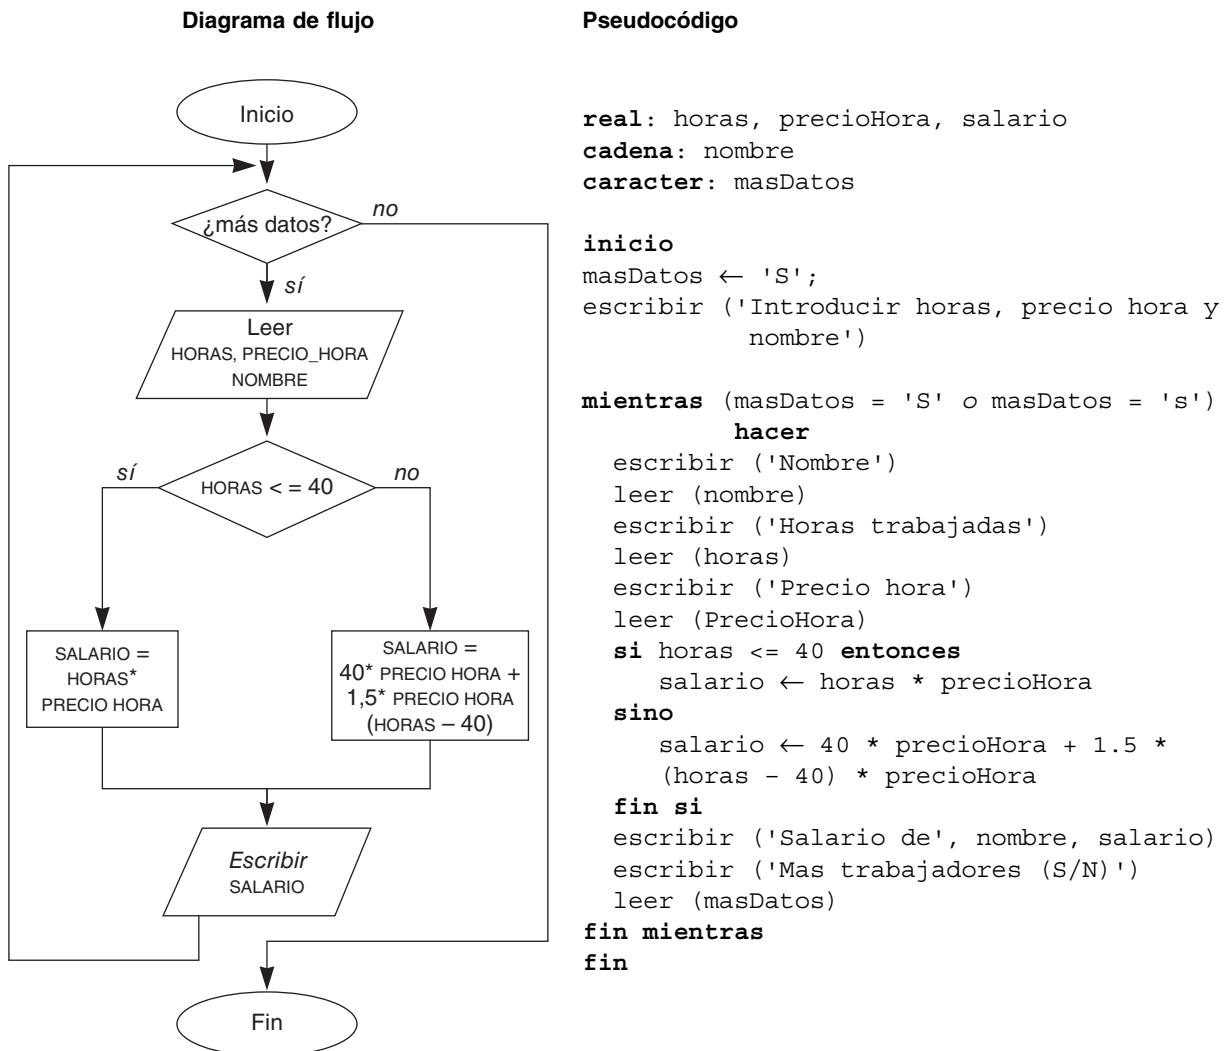 Diagrama de flujo
Inicio
¿más datos?
no
sí
Leer
HORAS, PRECIO_HORA
NOMBRE
sí
HORAS < = 40
no
SALARIO =
HORAS*
PRECIO HORA
SALARIO =
40* PRECIO HORA +
1,5* PRECIO HORA
(HORAS – 40)
Escribir
SALARIO
Fin
Pseudocódigo
real: horas, precioHora, salario
cadena: nombre
caracter: masDatos
inicio
masDatos ← 'S';
escribir ('Introducir horas, precio hora y
nombre')
mientras (masDatos = 'S' o masDatos = 's')
hacer
escribir ('Nombre')
leer (nombre)
escribir ('Horas trabajadas')
leer (horas)
escribir ('Precio hora')
leer (PrecioHora)
si horas <= 40 entonces
salario ← horas * precioHora
sino
salario ← 40 * precioHora + 1.5 *
(horas – 40) * precioHora
fin si
escribir ('Salario de', nombre, salario)
escribir ('Mas trabajadores (S/N)')
leer (masDatos)
fin mientras
fin